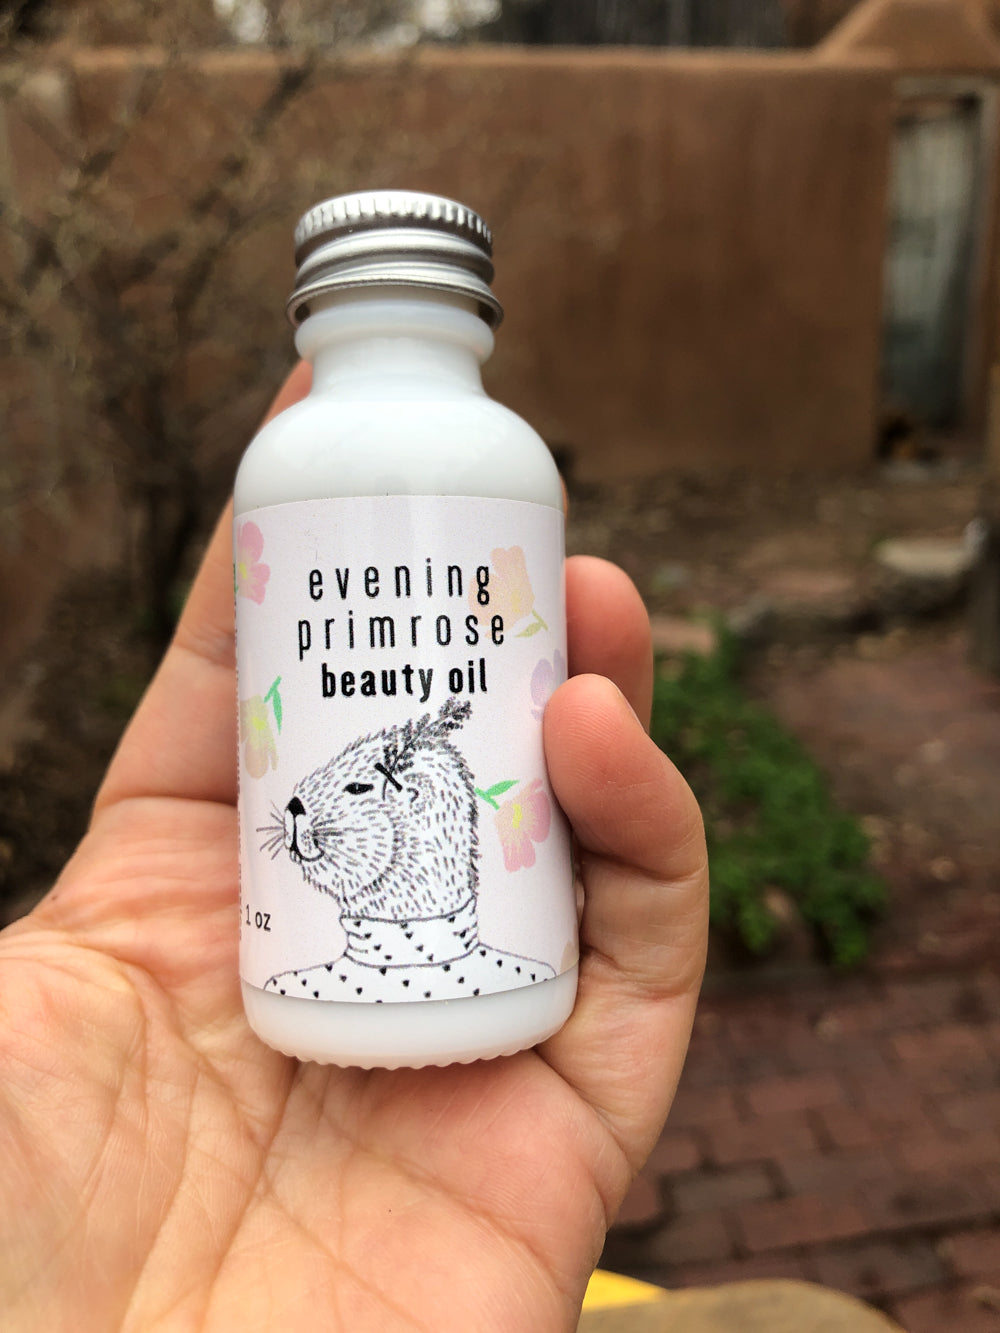 evening
primrose
beauty oil
1 oz